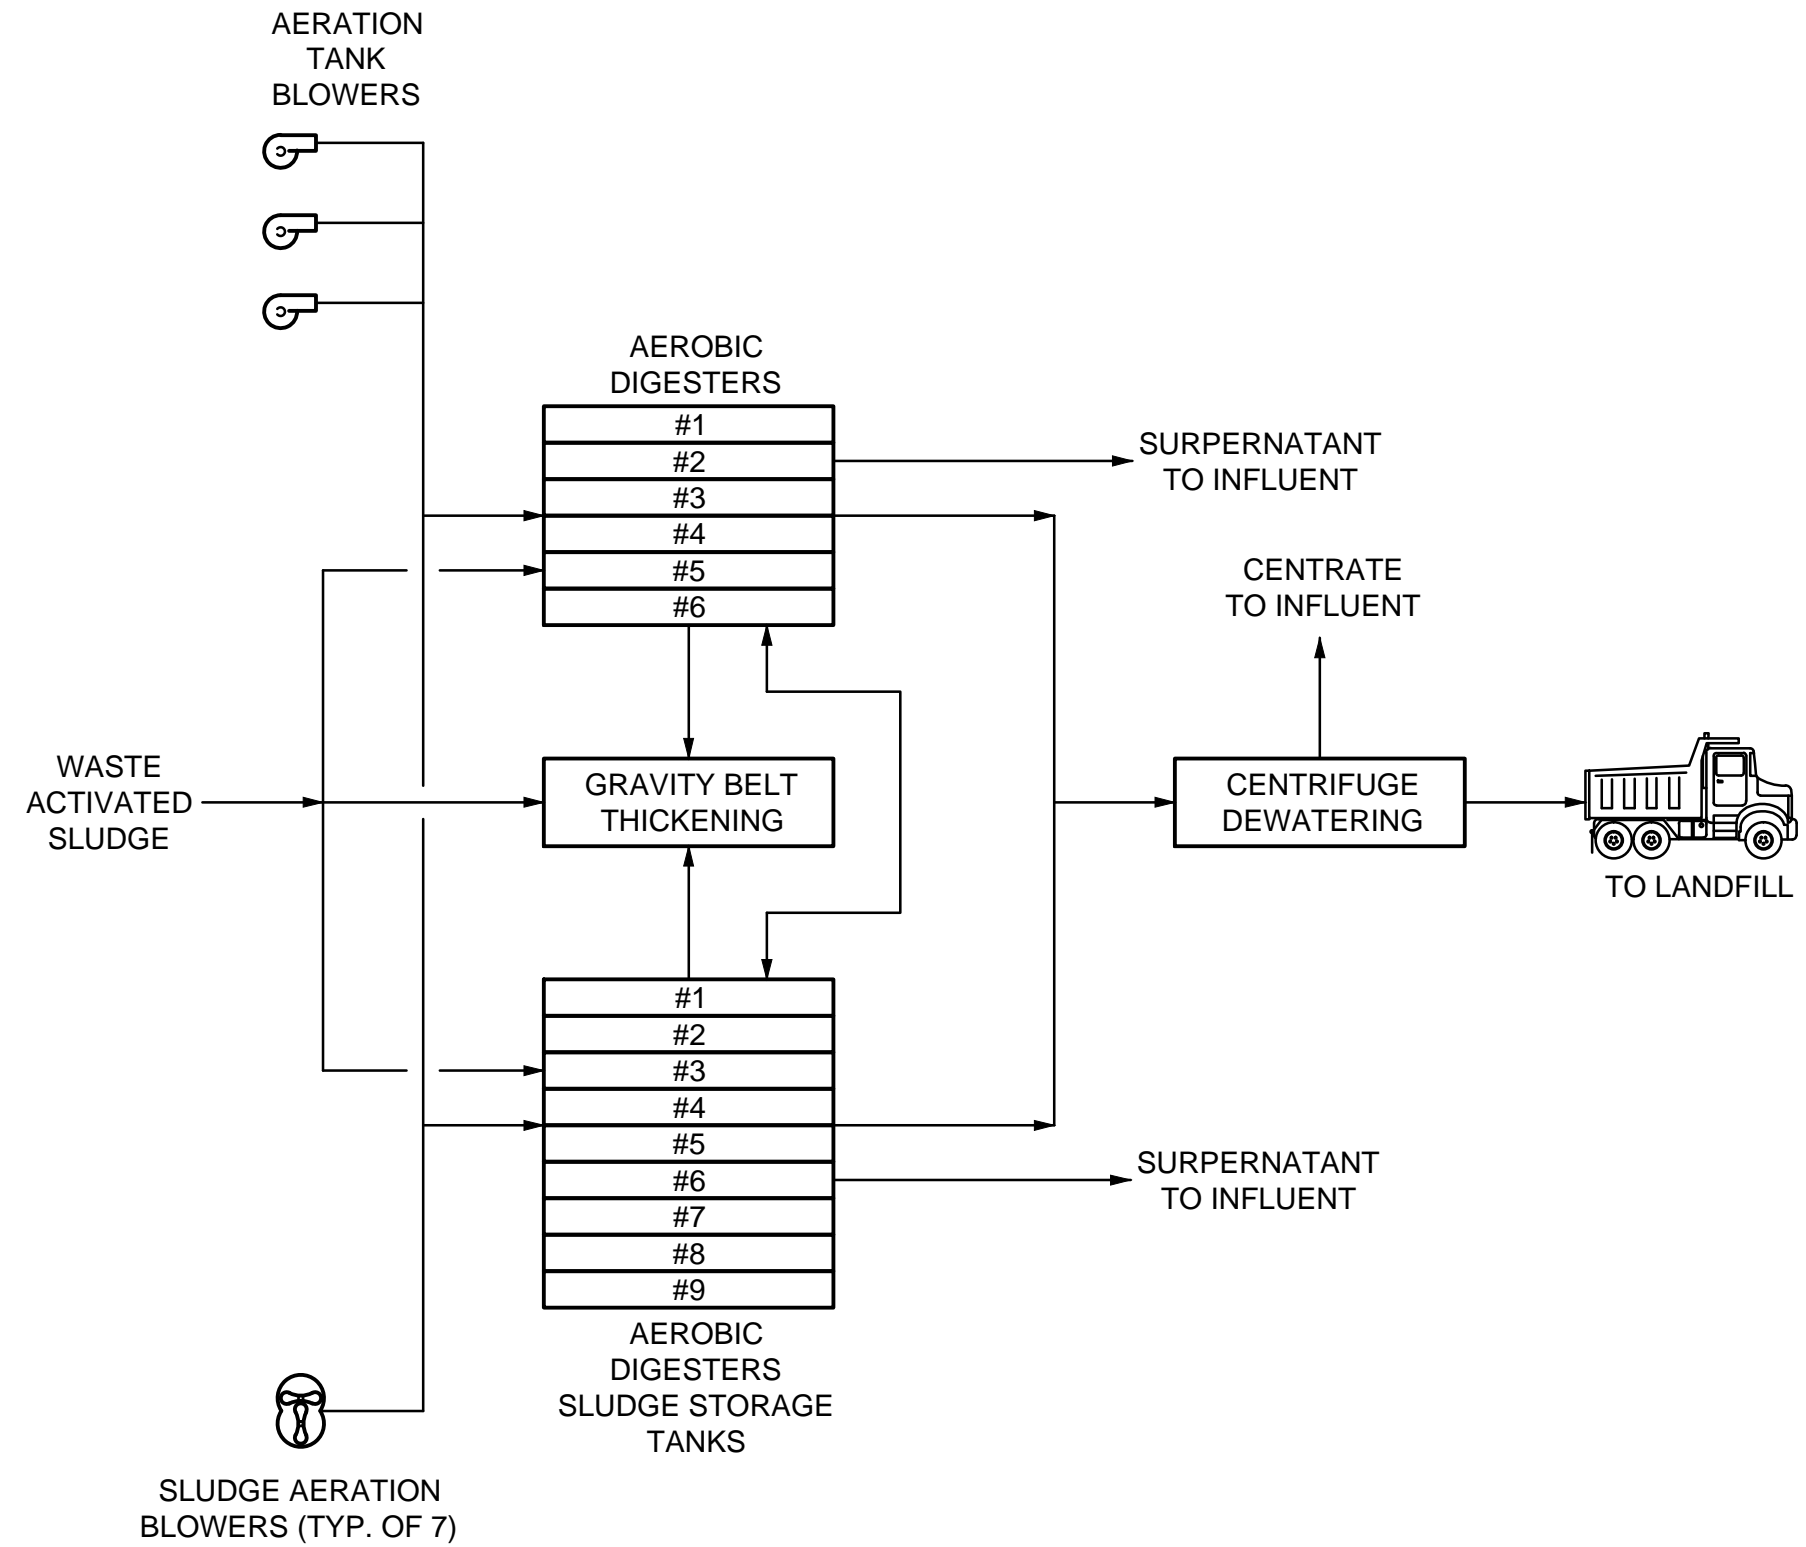 AERATION
TANK
BLOWERS
AEROBIC
DIGESTERS
#1
#2
#3
#4
#5
#6
SURPERNATANT
TO INFLUENT
CENTRATE
TO INFLUENT
WASTE
ACTIVATED
SLUDGE
GRAVITY BELT
THICKENING
CENTRIFUGE
DEWATERING
TO LANDFILL
#1
#2
#3
#4
#5
#6
#7
#8
#9
SURPERNATANT
TO INFLUENT
AEROBIC
DIGESTERS
SLUDGE STORAGE
TANKS
SLUDGE AERATION
BLOWERS (TYP. OF 7)